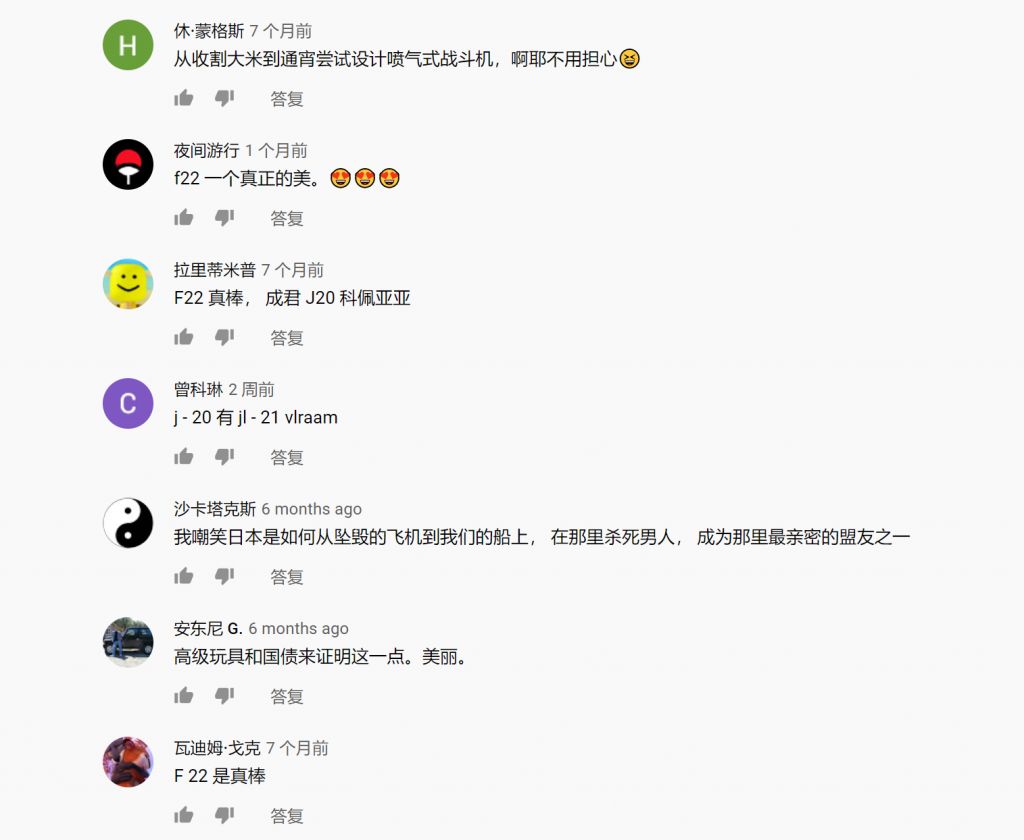 H
休·蒙格斯 7 个月前
从收割大米到通宵尝试设计喷气式战斗机，啊耶不用担心😆
答复
夜间游行 1 个月前
f22 一个真正的美。😍😍😍
答复
拉里蒂米普 7 个月前
F22 真棒， 成君 J20 科佩亚亚
答复
C
曾科琳 2 周前
j - 20 有 jl - 21 vlraam
答复
沙卡塔克斯 6 months ago
我嘲笑日本是如何从坠毁的飞机到我们的船上， 在那里杀死男人， 成为那里最亲密的盟友之一
答复
安东尼 G. 6 months ago
高级玩具和国债来证明这一点。美丽。
答复
瓦迪姆·戈克 7 个月前
F 22 是真棒
答复